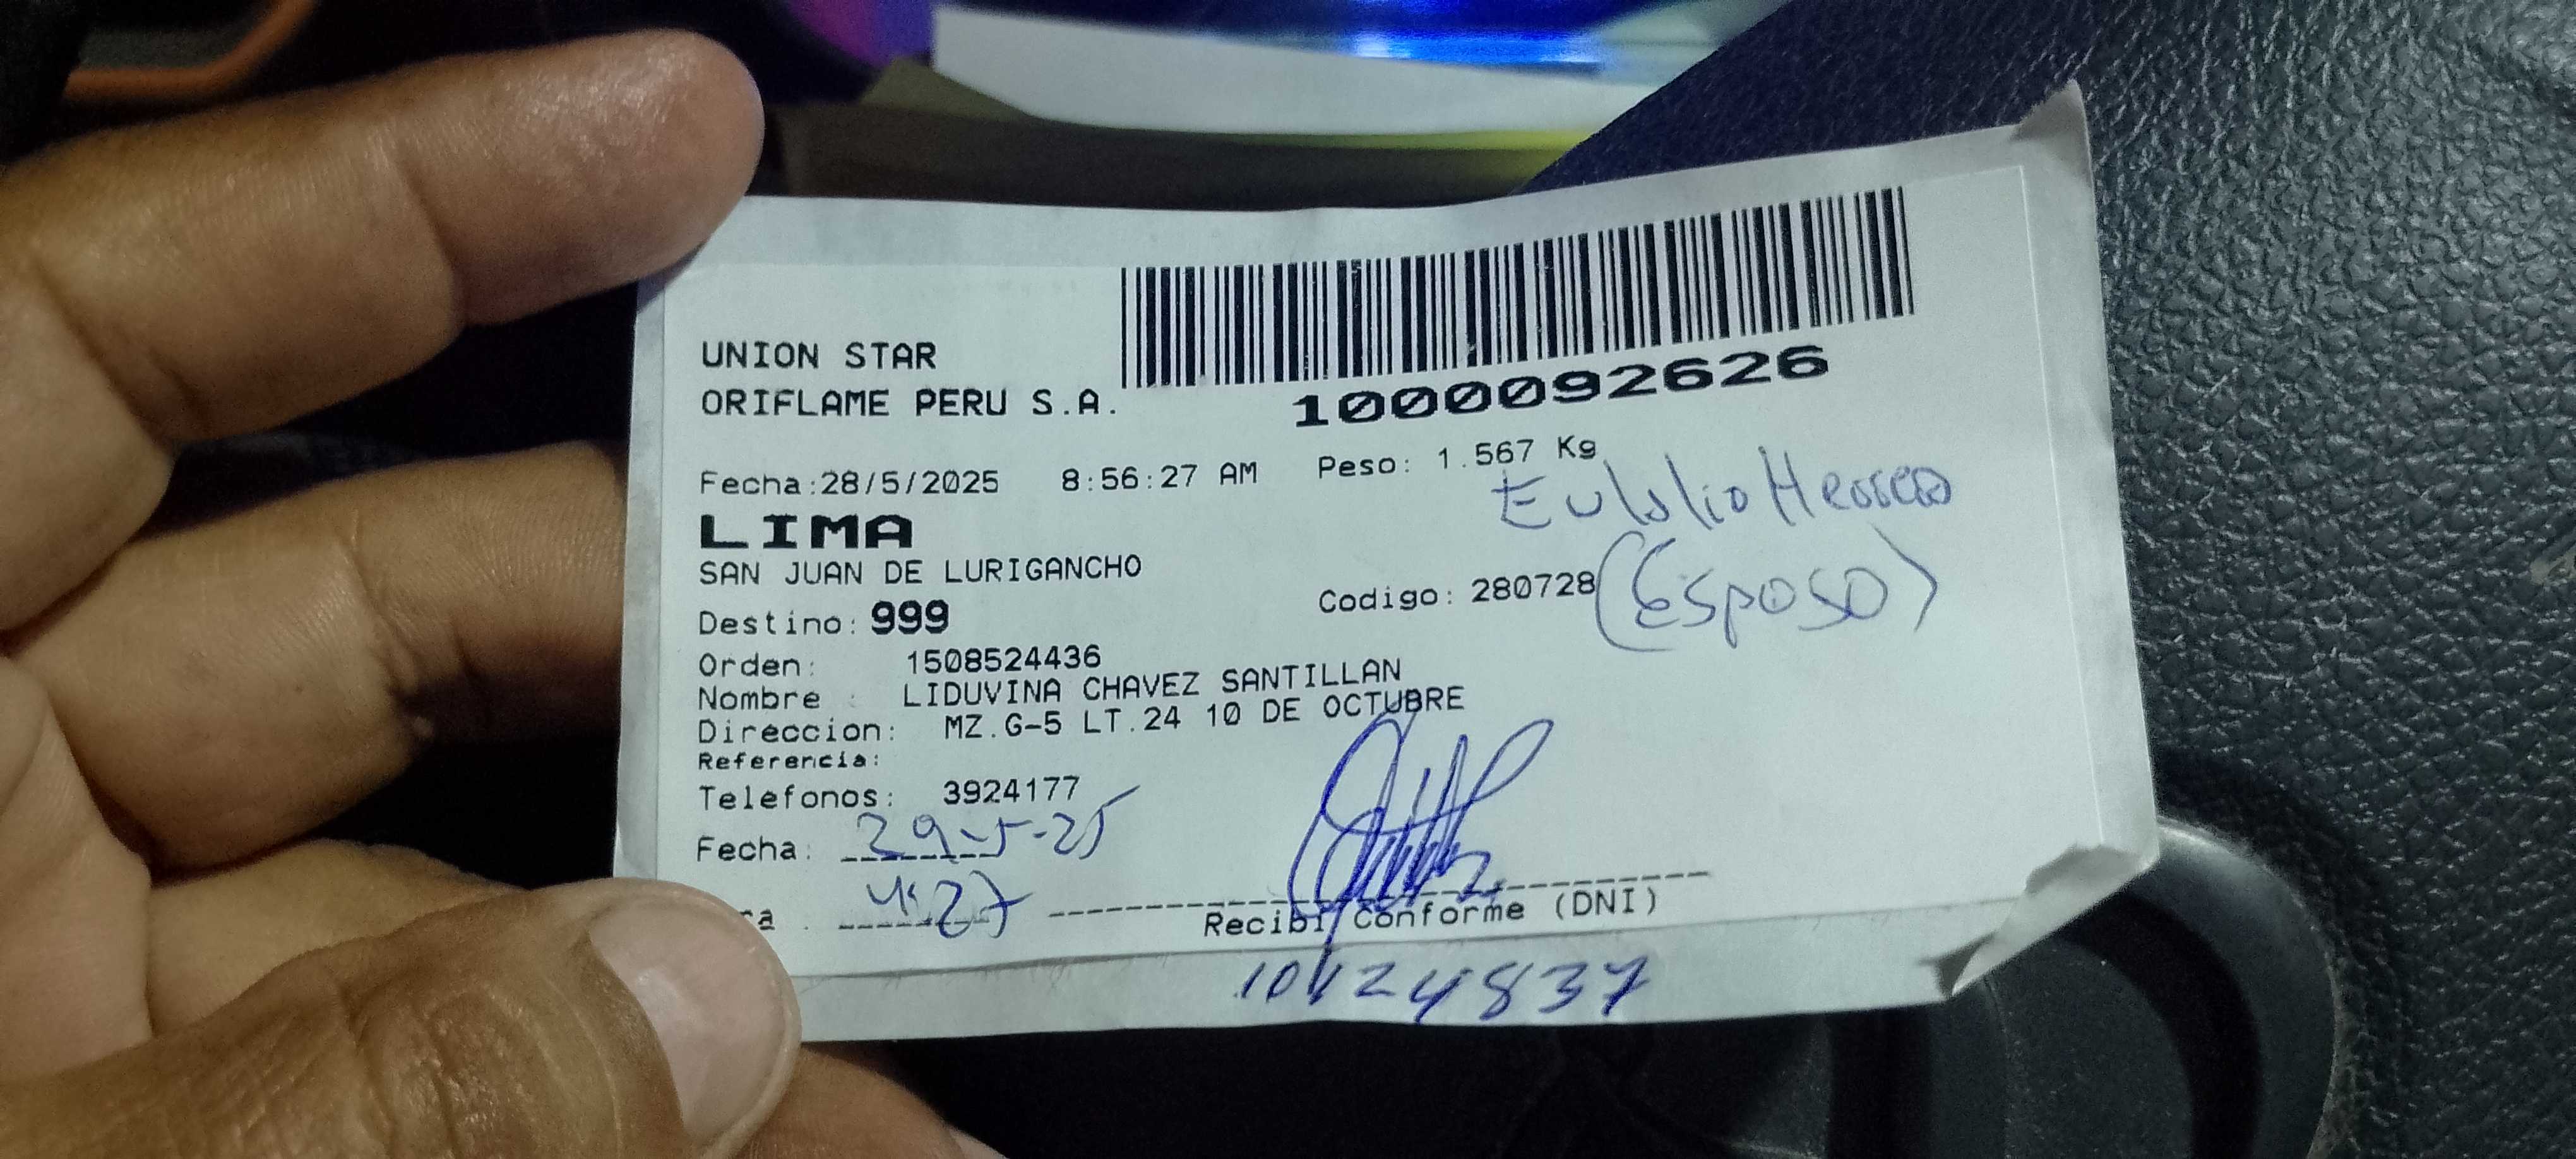 UNION STAR
ORIFLAME PERU S.A.
1000092626
Fecha:28/5/2025 8:56:27 AM Peso: 1.567 Kg
Eulalio Herrera
LIMA
SAN JUAN DE LURIGANCHO
(Esposo)
Destino: 999 Codigo: 280728
Orden: 1508524436
Nombre : LIDUVINA CHAVEZ SANTILLAN
Direccion: MZ.G-5 LT.24 10 DE OCTUBRE
Referencia:
Telefonos: 3924177
Fecha: 29-5-25
4:27
Recibi Conforme (DNI)